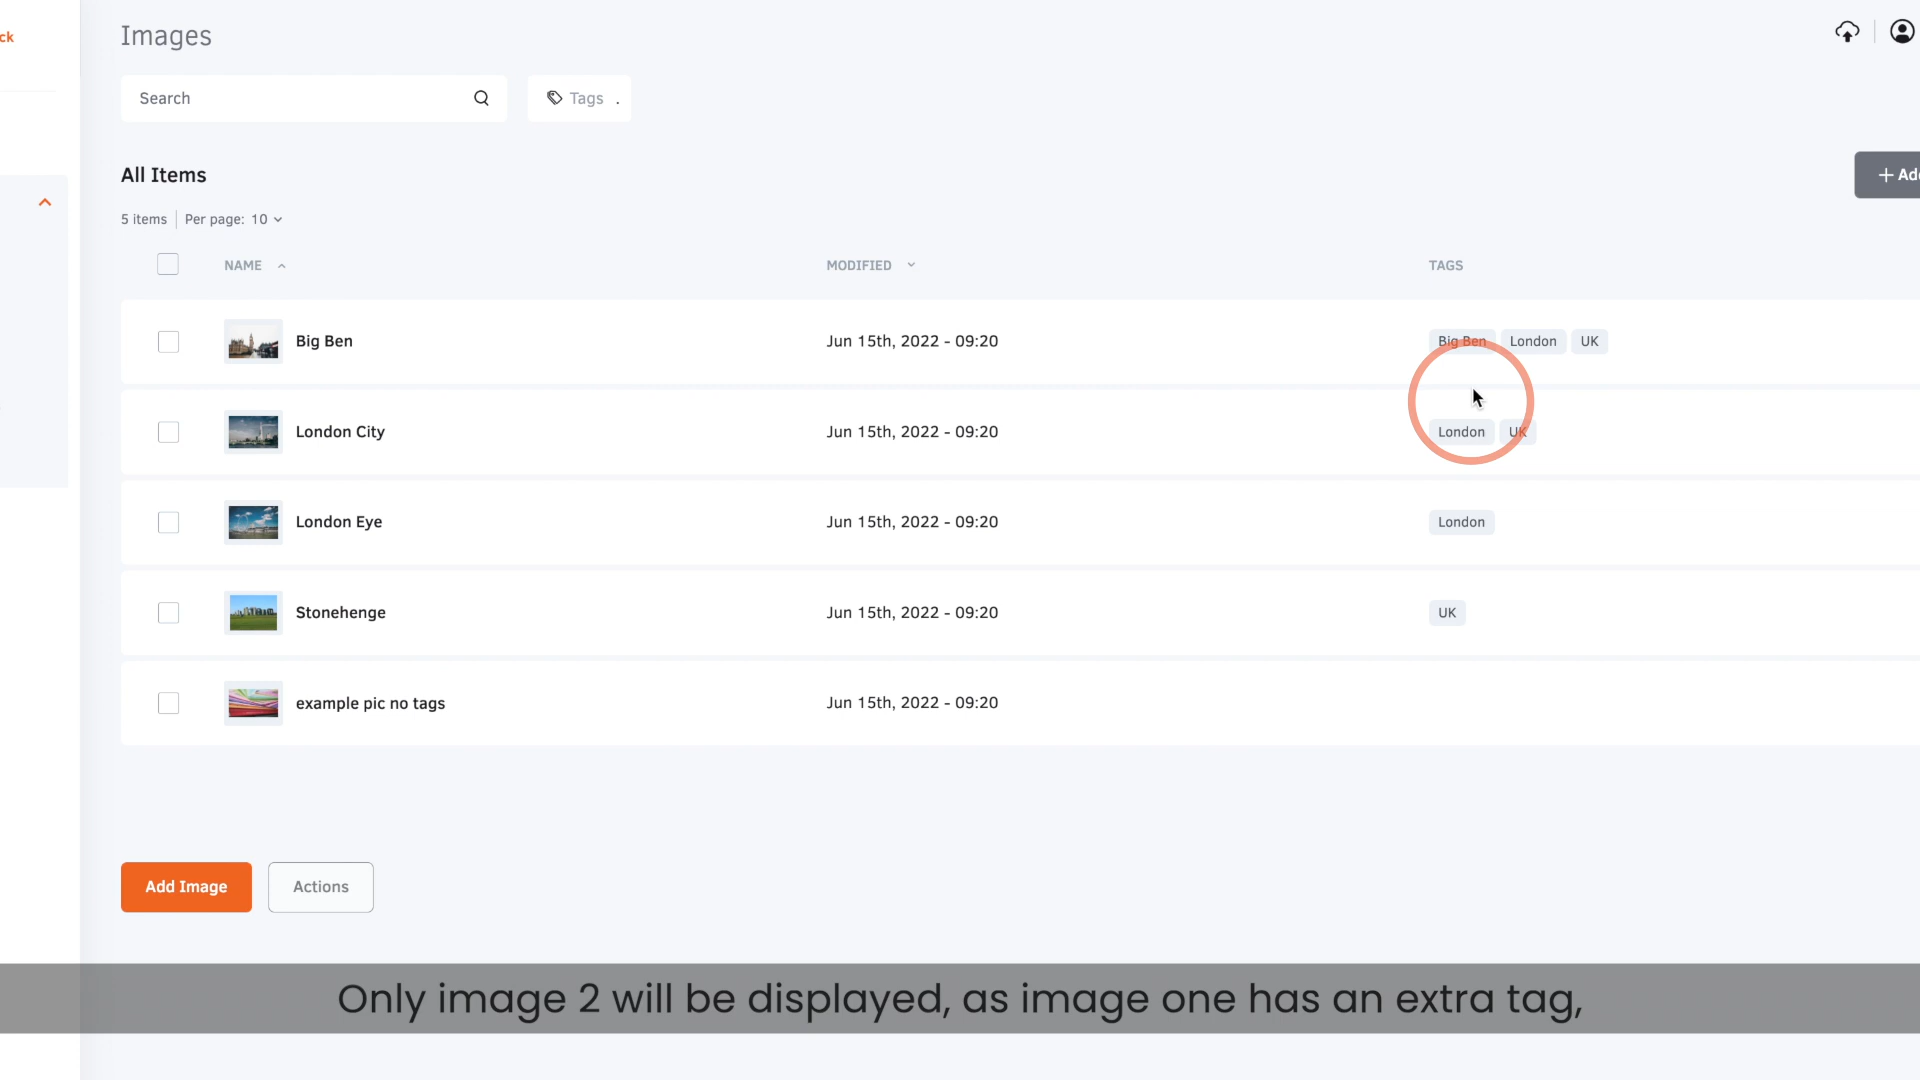 ck
Images
Search
Tags .
All Items
+ Add
5 items Per page: 10
NAME MODIFIED TAGS
Big Ben Jun 15th, 2022 - 09:20 Big Ben London UK
London City Jun 15th, 2022 - 09:20 London UK
London Eye Jun 15th, 2022 - 09:20 London
Stonehenge Jun 15th, 2022 - 09:20 UK
example pic no tags Jun 15th, 2022 - 09:20
Add Image Actions
Only image 2 will be displayed, as image one has an extra tag,